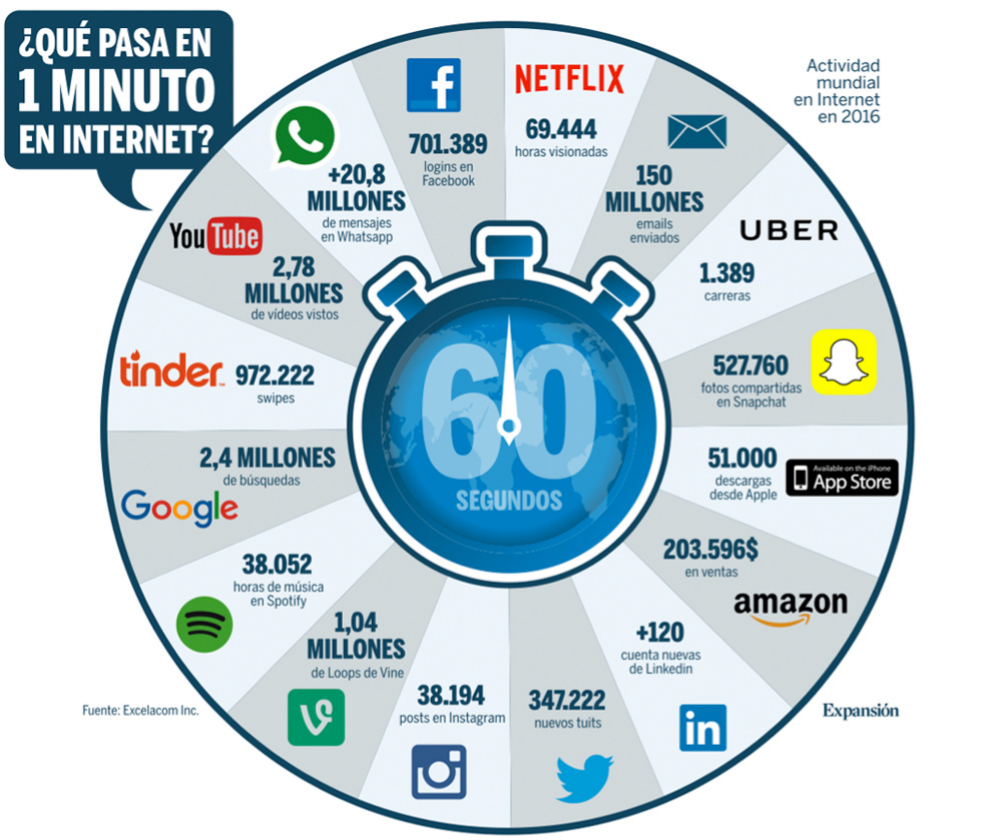 ¿QUÉ PASA EN
1 MINUTO
EN INTERNET?
Actividad
mundial
en Internet
en 2016
f
701.389
logins en
Facebook
NETFLIX
69.444
horas visionadas
150
MILLONES
emails
enviados
UBER
1.389
carreras
527.760
fotos compartidas
en Snapchat
51.000
descargas
desde Apple
Available on the iPhone
App Store
203.596$
en ventas
amazon
+120
cuenta nuevas
de Linkedin
in
347.222
nuevos tuits
38.194
posts en Instagram
1,04
MILLONES
de Loops de Vine
38.052
horas de música
en Spotify
2,4 MILLONES
de búsquedas
Google
tinder
972.222
swipes
YouTube
2,78
MILLONES
de vídeos vistos
+20,8
MILLONES
de mensajes
en Whatsapp
60
SEGUNDOS
Fuente: Excelacom Inc.
Expansión